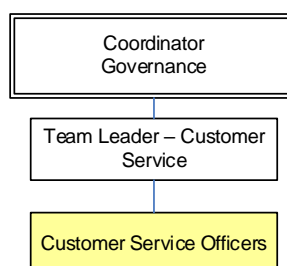 Coordinator
Governance
Team Leader – Customer
Service
Customer Service Officers